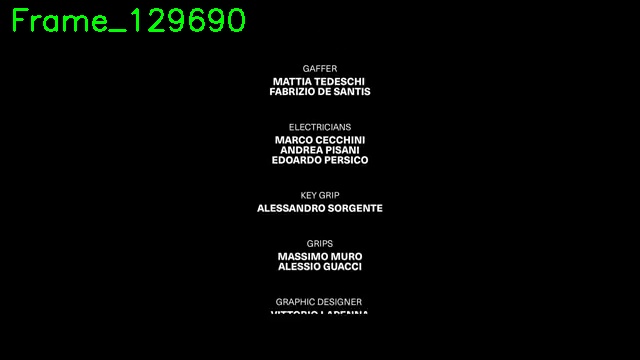 Frame_129690
GAFFER
MATTIA TEDESCHI
FABRIZIO DE SANTIS
ELECTRICIANS
MARCO CECCHINI
ANDREA PISANI
EDOARDO PERSICO
KEY GRIP
ALESSANDRO SORGENTE
GRIPS
MASSIMO MURO
ALESSIO GUACCI
GRAPHIC DESIGNER